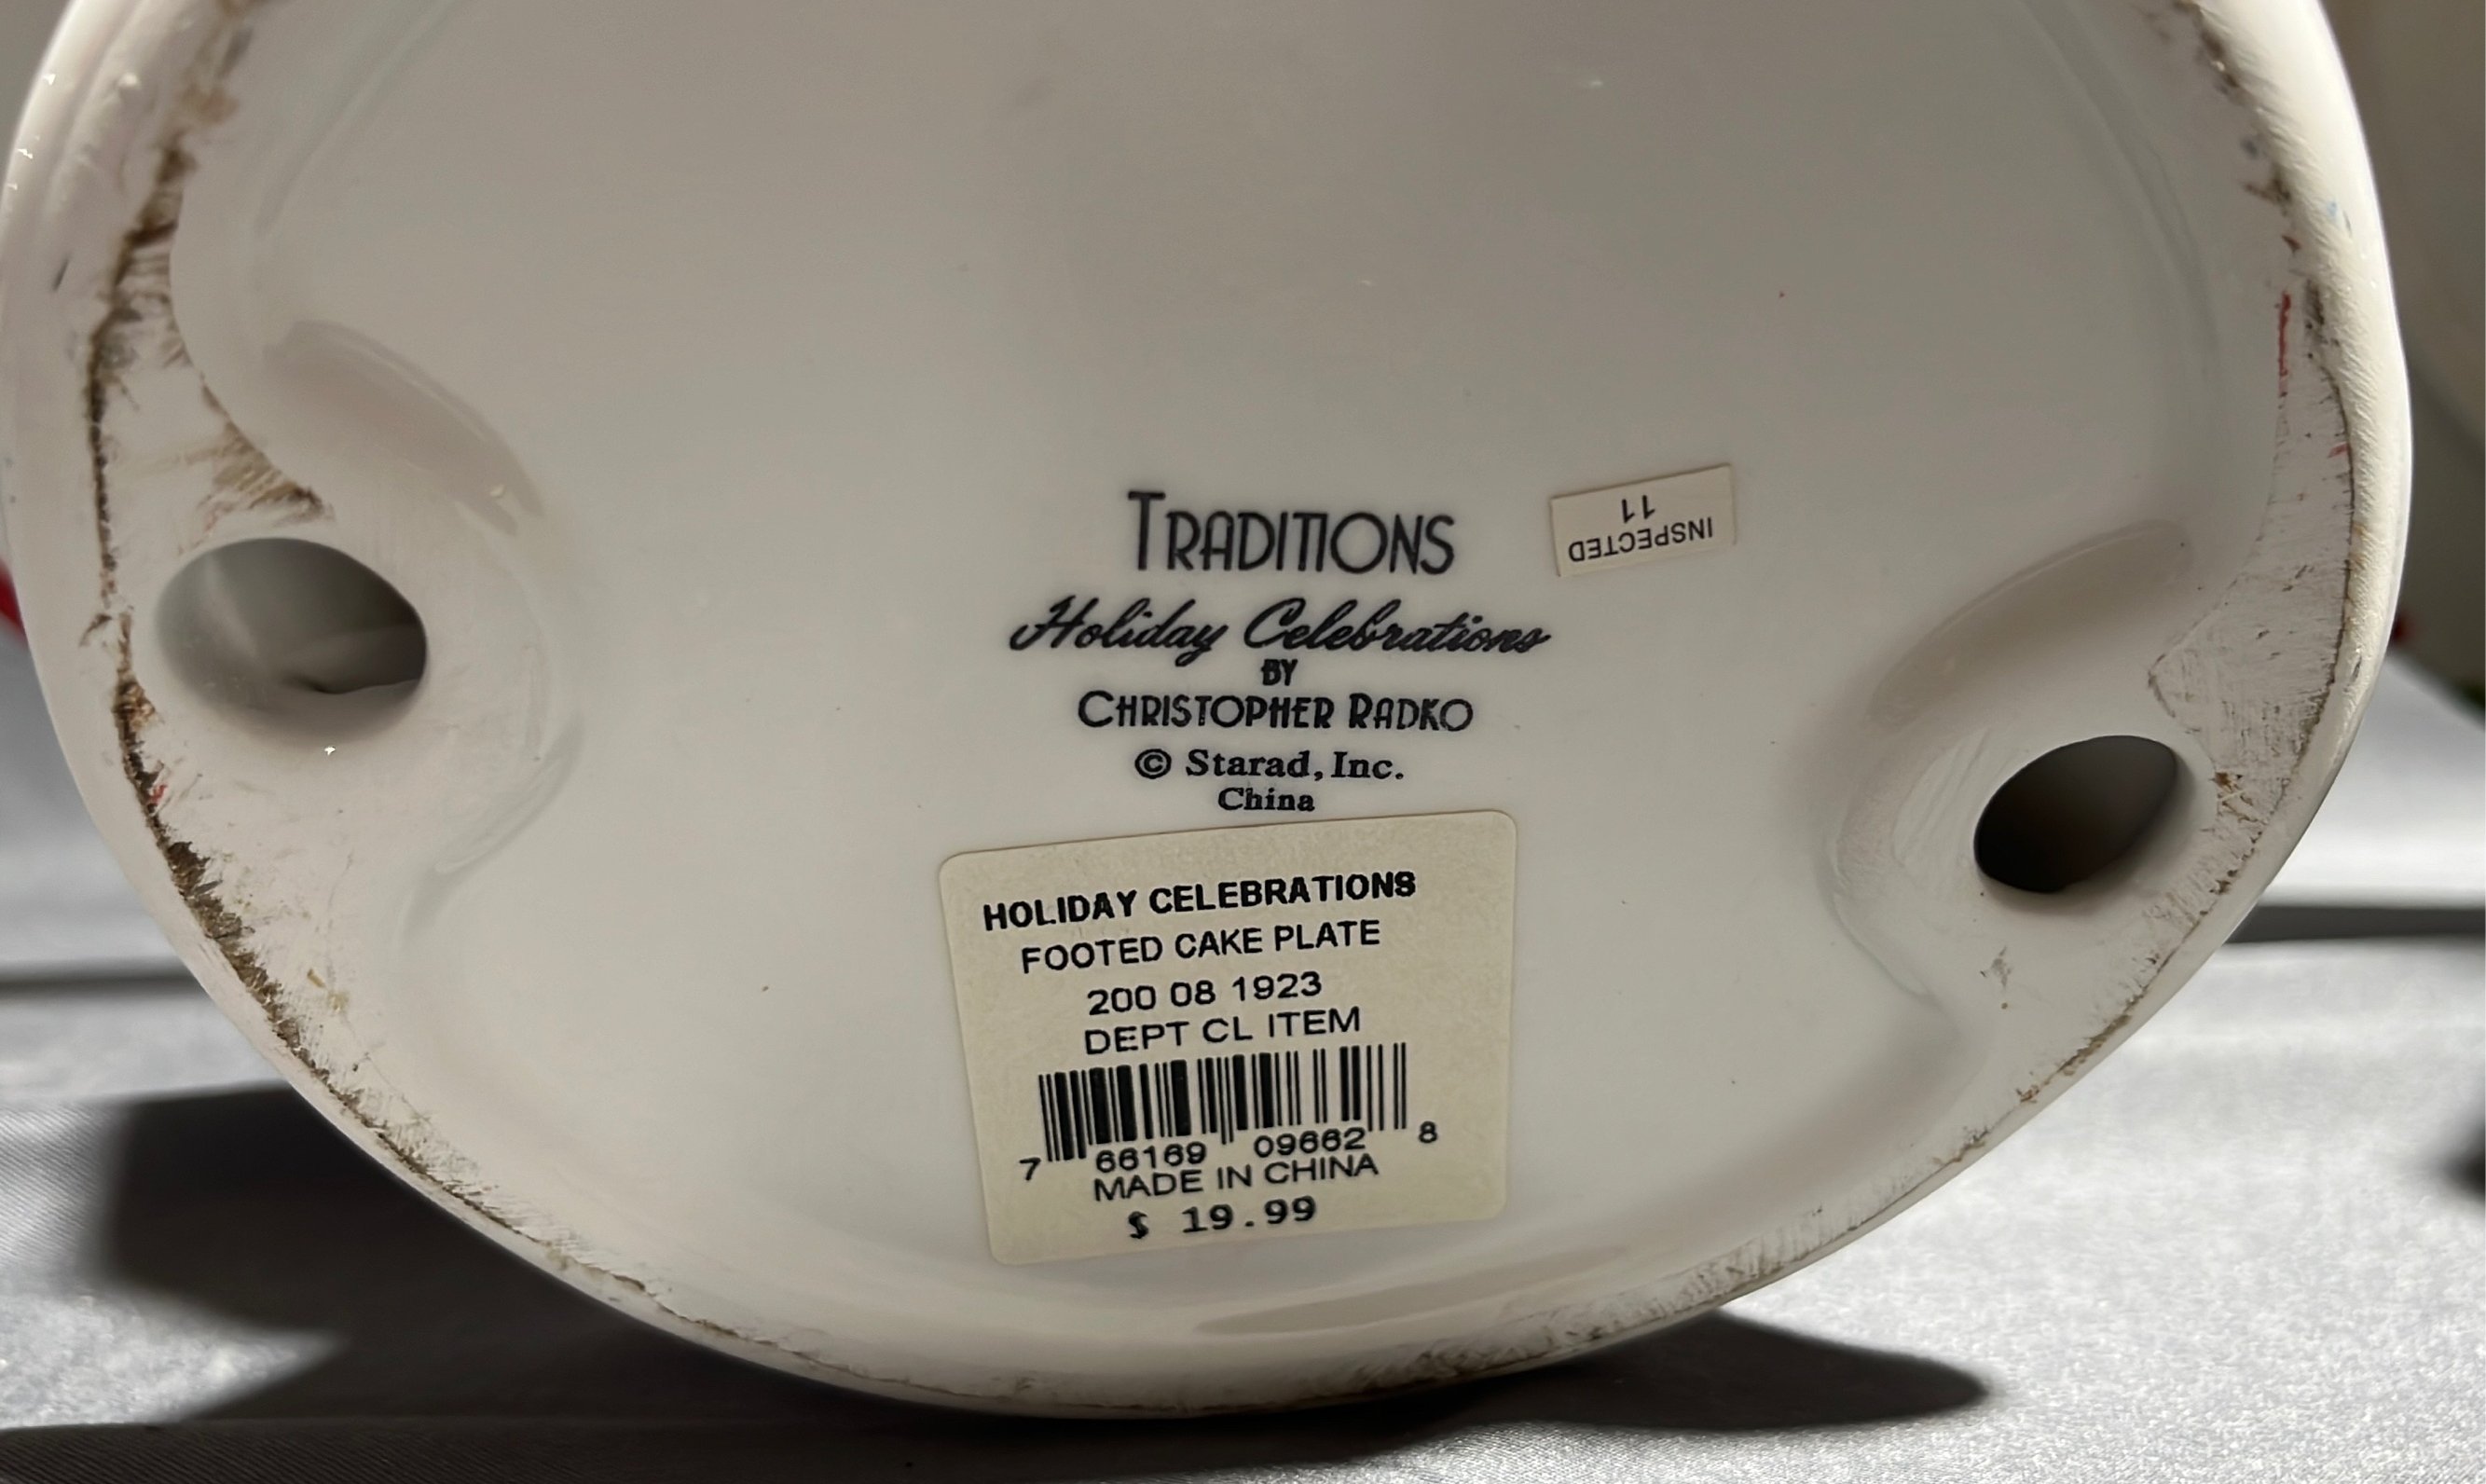 TRADITIONS
Holiday Celebrations
BY
CHRISTOPHER RADKO
© Starad, Inc.
China
INSPECTED
11
HOLIDAY CELEBRATIONS
FOOTED CAKE PLATE
200 08 1923
DEPT CL ITEM
7 66169 09662 8
MADE IN CHINA
$ 19.99